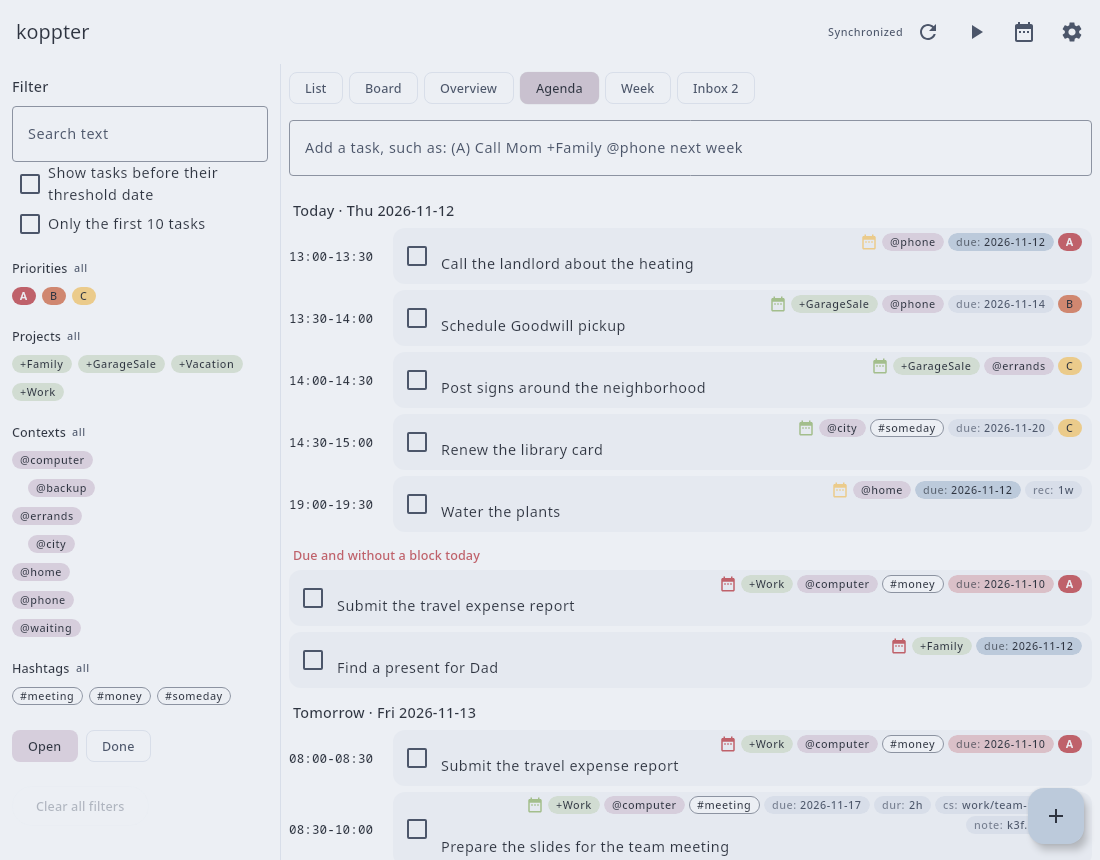 koppter
Synchronized
Filter
Search text
Show tasks before their
threshold date
Only the first 10 tasks
Priorities all
A B C
Projects all
+Family +GarageSale +Vacation
+Work
Contexts all
@computer
@backup
@errands
@city
@home
@phone
@waiting
Hashtags all
#meeting #money #someday
Open Done
Clear all filters
List Board Overview Agenda Week Inbox 2
Add a task, such as: (A) Call Mom +Family @phone next week
Today · Thu 2026-11-12
@phone due: 2026-11-12 A
13:00-13:30 Call the landlord about the heating
+GarageSale @phone due: 2026-11-14 B
13:30-14:00 Schedule Goodwill pickup
+GarageSale @errands C
14:00-14:30 Post signs around the neighborhood
@city #someday due: 2026-11-20 C
14:30-15:00 Renew the library card
@home due: 2026-11-12 rec: 1w
19:00-19:30 Water the plants
Due and without a block today
+Work @computer #money due: 2026-11-10 A
Submit the travel expense report
+Family due: 2026-11-12
Find a present for Dad
Tomorrow · Fri 2026-11-13
+Work @computer #money due: 2026-11-10 A
08:00-08:30 Submit the travel expense report
+Work @computer #meeting due: 2026-11-17 dur: 2h cs: work/team-
note: k3f.
08:30-10:00 Prepare the slides for the team meeting